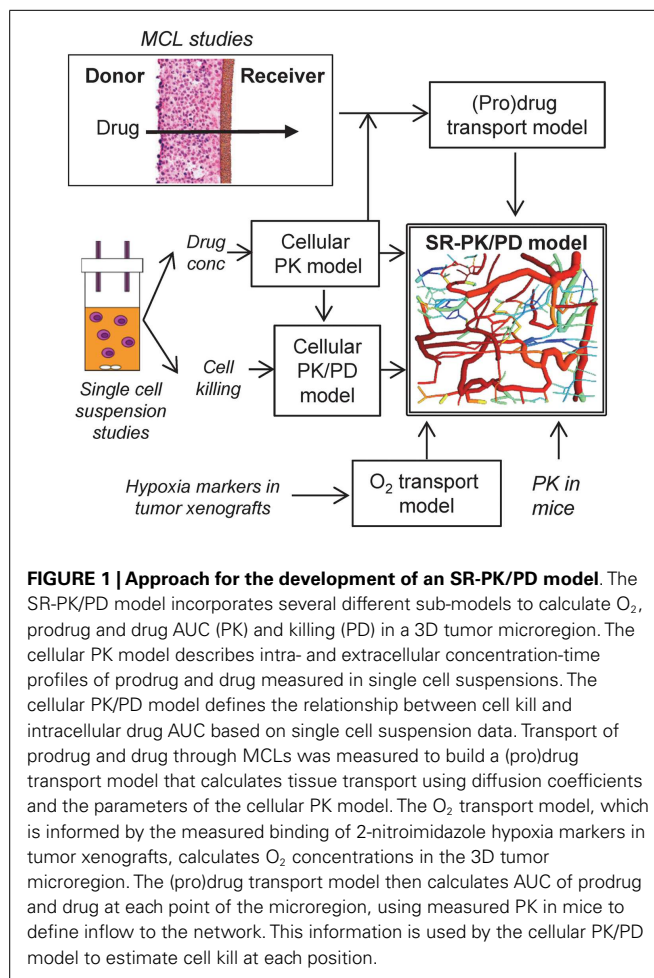 MCL studies
Donor Receiver
Drug
(Pro)drug
transport model
Drug
conc
Cellular
PK model
SR-PK/PD model
Single cell
suspension
studies
Cell
killing
Cellular
PK/PD
model
Hypoxia markers in
tumor xenografts
O₂ transport
model
PK in
mice
FIGURE 1 | Approach for the development of an SR-PK/PD model. The
SR-PK/PD model incorporates several different sub-models to calculate O₂,
prodrug and drug AUC (PK) and killing (PD) in a 3D tumor microregion. The
cellular PK model describes intra- and extracellular concentration-time
profiles of prodrug and drug measured in single cell suspensions. The
cellular PK/PD model defines the relationship between cell kill and
intracellular drug AUC based on single cell suspension data. Transport of
prodrug and drug through MCLs was measured to build a (pro)drug
transport model that calculates tissue transport using diffusion coefficients
and the parameters of the cellular PK model. The O₂ transport model, which
is informed by the measured binding of 2-nitroimidazole hypoxia markers in
tumor xenografts, calculates O₂ concentrations in the 3D tumor
microregion. The (pro)drug transport model then calculates AUC of prodrug
and drug at each point of the microregion, using measured PK in mice to
define inflow to the network. This information is used by the cellular PK/PD
model to estimate cell kill at each position.